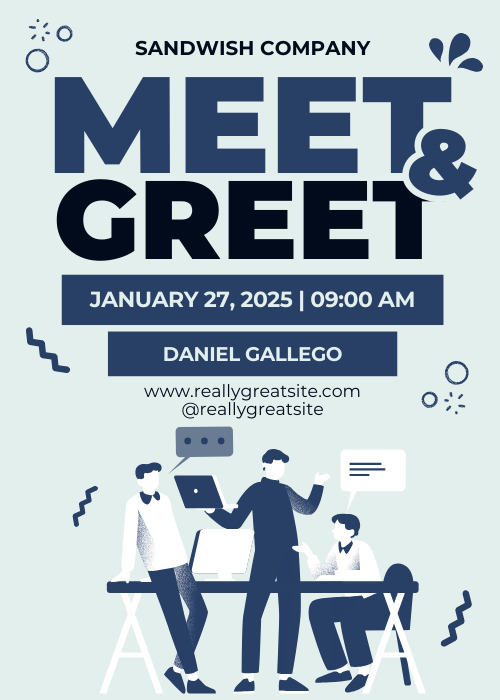 SANDWISH COMPANY
MEET
&
GREET
JANUARY 27, 2025 | 09:00 AM
DANIEL GALLEGO
www.reallygreatsite.com
@reallygreatsite